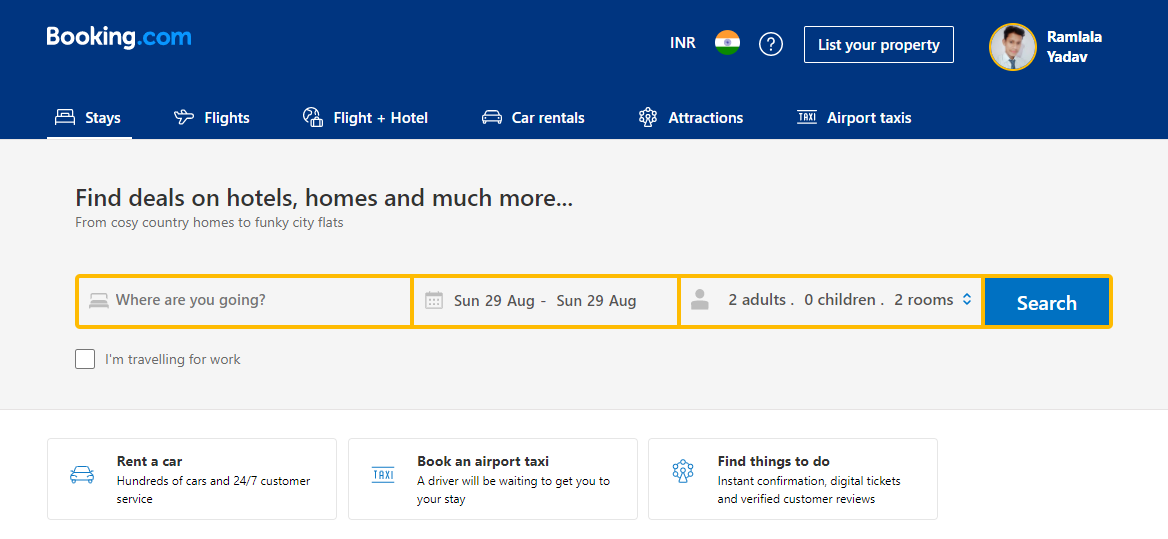 Booking.com
INR
List your property
Ramlala
Yadav
Stays
Flights
Flight + Hotel
Car rentals
Attractions
TAXI Airport taxis
Find deals on hotels, homes and much more...
From cosy country homes to funky city flats
Where are you going?
Sun 29 Aug - Sun 29 Aug
2 adults . 0 children . 2 rooms
Search
I'm travelling for work
Rent a car
Hundreds of cars and 24/7 customer
service
TAXI
Book an airport taxi
A driver will be waiting to get you to
your stay
Find things to do
Instant confirmation, digital tickets
and verified customer reviews